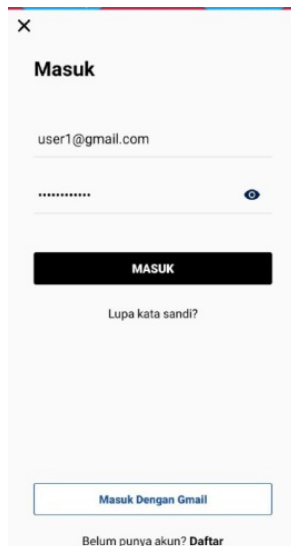 Masuk
user1@gmail.com
••••••••••••
MASUK
Lupa kata sandi?
Masuk Dengan Gmail
Belum punya akun? Daftar